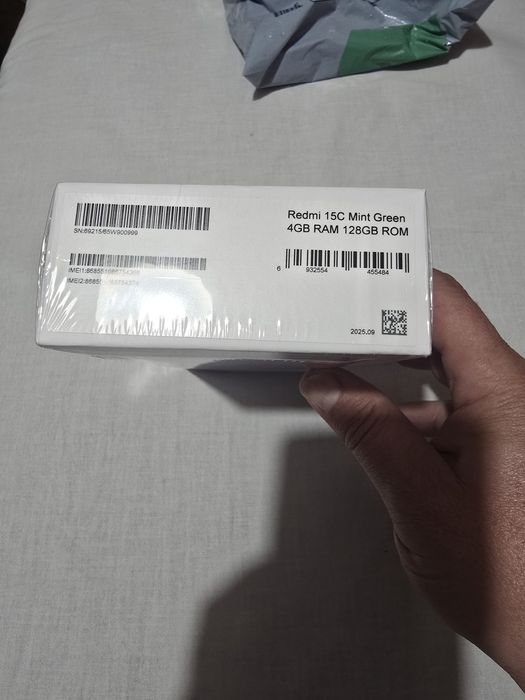 SN:69215/65W900999
Redmi 15C Mint Green
4GB RAM 128GB ROM
6 932554 455484
2025.09